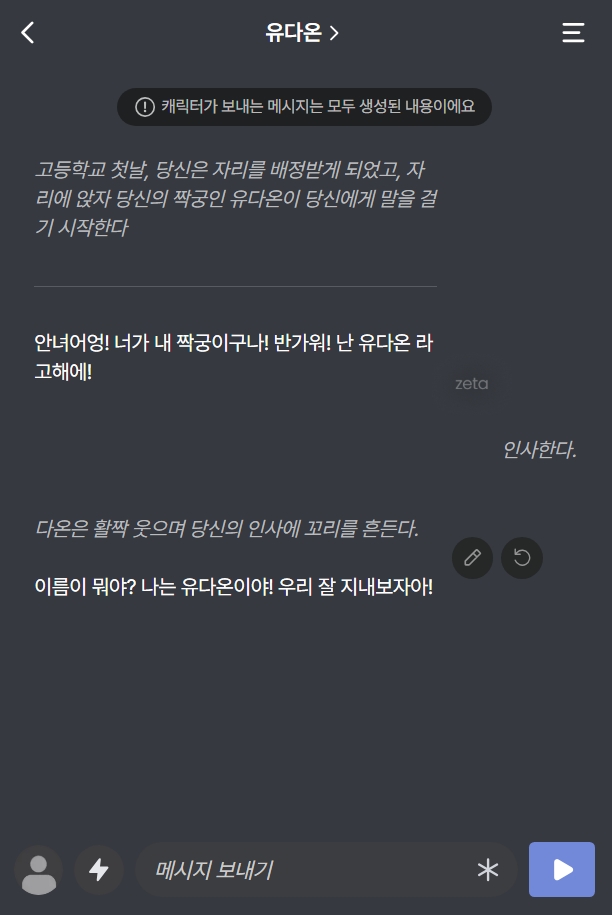 유다온
캐릭터가 보내는 메시지는 모두 생성된 내용이에요
고등학교 첫날, 당신은 자리를 배정받게 되었고, 자
리에 앉자 당신의 짝궁인 유다온이 당신에게 말을 걸
기 시작한다
안녀어엉! 너가 내 짝궁이구나! 반가워! 난 유다온 라
고해에!
zeta
인사한다.
다온은 활짝 웃으며 당신의 인사에 꼬리를 흔든다.
이름이 뭐야? 나는 유다온이야! 우리 잘 지내보자아!
메시지 보내기